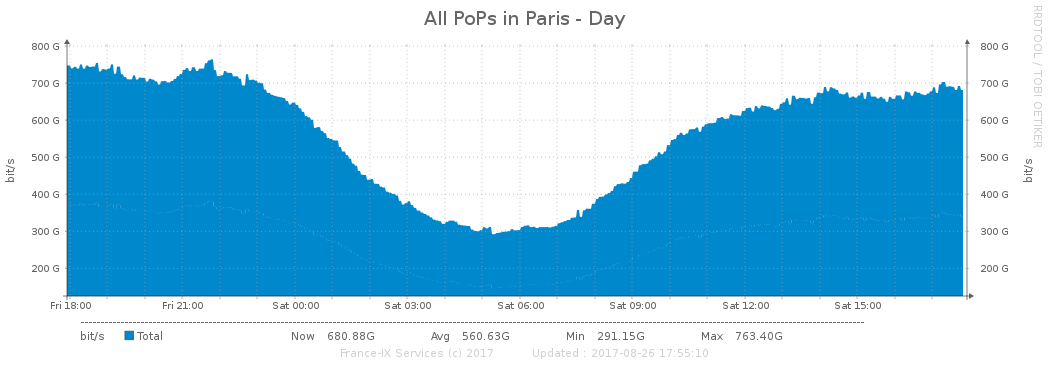 All PoPs in Paris - Day
RRDTOOL / TOBI OETIKER
800 G 800 G
700 G 700 G
600 G 600 G
500 G 500 G
400 G 400 G
300 G 300 G
200 G 200 G
bit/s bit/s
Fri 18:00 Fri 21:00 Sat 00:00 Sat 03:00 Sat 06:00 Sat 09:00 Sat 12:00 Sat 15:00
bit/s Total Now 680.88G Avg 560.63G Min 291.15G Max 763.40G
France-IX Services (c) 2017 Updated : 2017-08-26 17:55:10